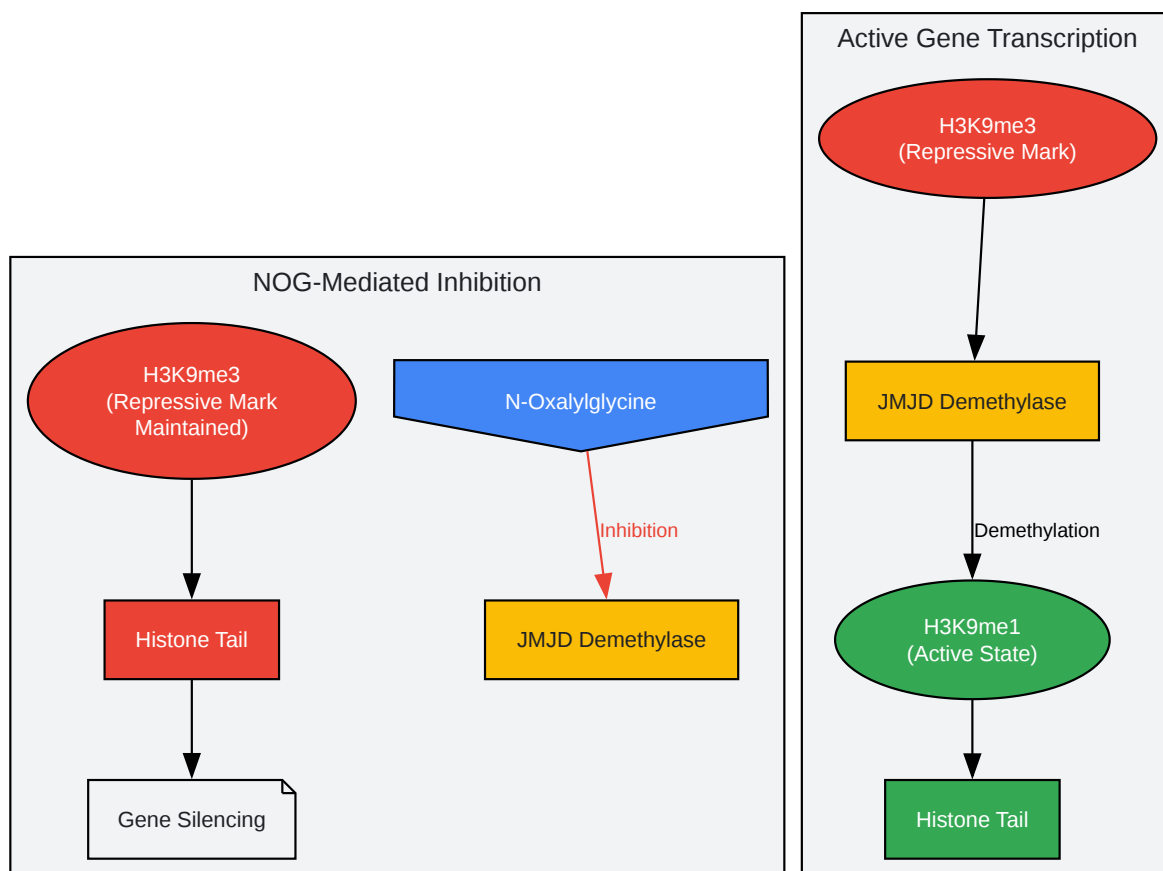 NOG-Mediated Inhibition
H3K9me3
(Repressive Mark
Maintained)
N-Oxalylglycine
Inhibition
Histone Tail
JMJD Demethylase
Gene Silencing
Active Gene Transcription
H3K9me3
(Repressive Mark)
JMJD Demethylase
Demethylation
H3K9me1
(Active State)
Histone Tail